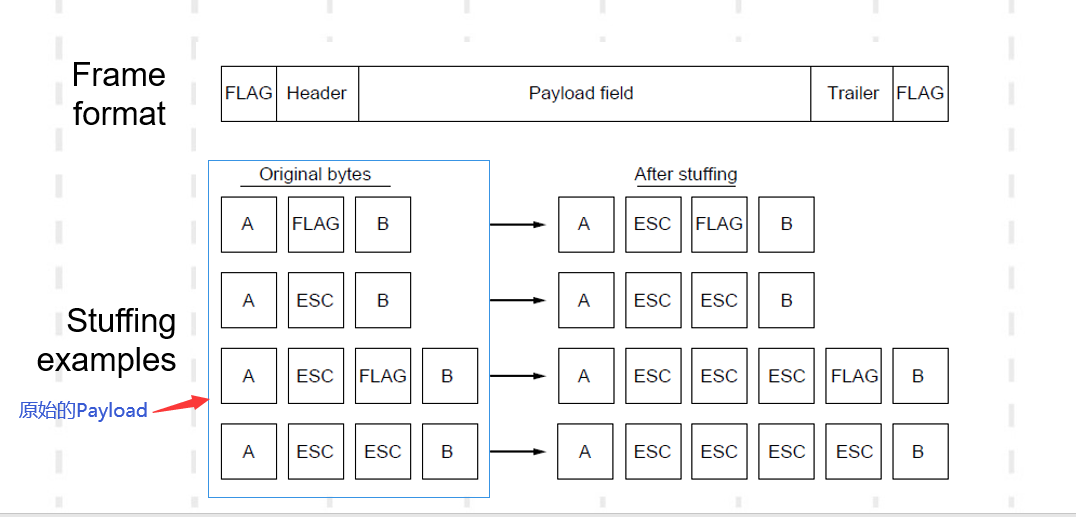 Frame
format
FLAG Header Payload field Trailer FLAG
Original bytes After stuffing
A FLAG B A ESC FLAG B
A ESC B A ESC ESC B
Stuffing
examples
A ESC FLAG B A ESC ESC ESC FLAG B
原始的Payload
A ESC ESC B A ESC ESC ESC ESC B